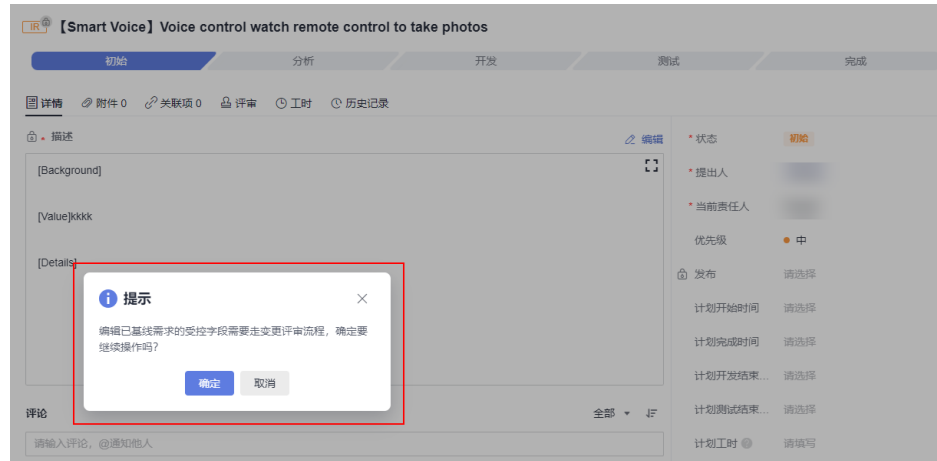 IR 【Smart Voice】Voice control watch remote control to take photos
初始 分析 开发 测试 完成
详情 附件 0 关联项 0 评审 工时 历史记录
描述 编辑
[Background]
[Value]kkkk
[Details]
提示
编辑已基线需求的受控字段需要走变更评审流程，确定要
继续操作吗？
确定 取消
评论 全部
请输入评论，@通知他人
* 状态 初始
* 提出人
* 当前责任人
优先级 中
发布 请选择
计划开始时间 请选择
计划完成时间 请选择
计划开发结束... 请选择
计划测试结束... 请选择
计划工时 请填写